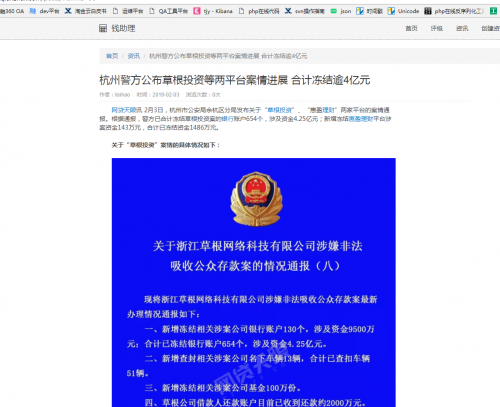 融360 OA dev平台 淘金云白皮书 运维平台 QA工具平台 tjy - Kibana php在线代码 svn操作指南 json 时间戳 Unicode php在线反序列化工
钱助理
首页 评级 资讯 创建资
首页 / 资讯 / 杭州警方公布草根投资等两平台案情进展 合计冻结逾4亿元
杭州警方公布草根投资等两平台案情进展 合计冻结逾4亿元
时间：2019-02-03 浏览次数：0次
网贷天眼讯 2月3日，杭州市公安局余杭区分局发布关于“草根投资”、“惠盈理财”两家平台的案情通
报。根据通报，警方已合计冻结草根投资案的银行账户654个，涉及资金4.25亿元；新增冻结惠盈理财平台涉
案资金143万元，合计已冻结资金1486万元。
关于“草根投资”案情的具体情况如下：
关于浙江草根网络科技有限公司涉嫌非法
吸收公众存款案的情况通报（八）
现将浙江草根网络科技有限公司涉嫌非法吸收公众存款案最新
办理情况通报如下：
一、新增冻结相关涉案公司银行账户130个，涉及资金9500万
元；合计已冻结银行账户654个，涉及资金4.25亿元。
二、新增查封相关涉案公司名下车辆13辆，合计已查扣车辆
51辆。
三、新增冻结相关涉案公司基金100万份。
四、草根公司借款人还款账户目前已收到还款约2000万元。